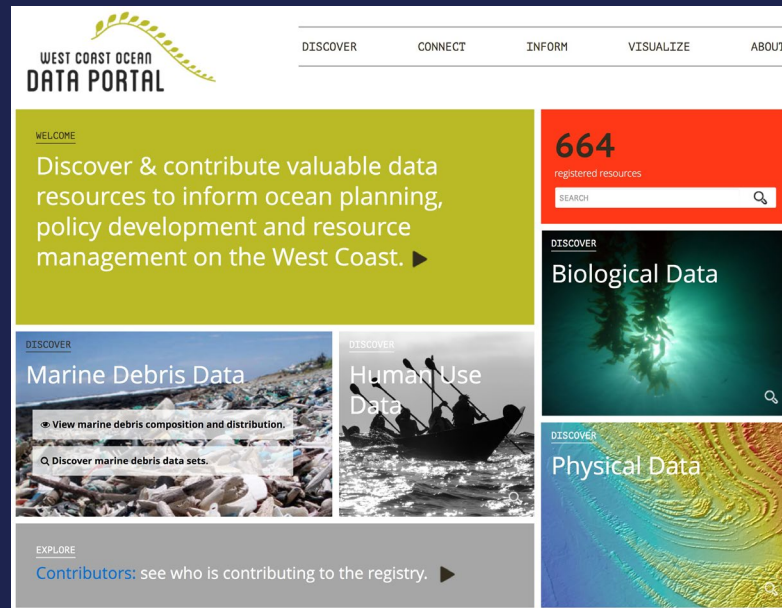 WEST COAST OCEAN
DATA PORTAL
DISCOVER
CONNECT
INFORM
VISUALIZE
ABOUT
WELCOME
Discover & contribute valuable data
resources to inform ocean planning,
policy development and resource
management on the West Coast.
664
registered resources
SEARCH
DISCOVER
Biological Data
DISCOVER
Marine Debris Data
View marine debris composition and distribution.
Discover marine debris data sets.
DISCOVER
Human Use
Data
DISCOVER
Physical Data
EXPLORE
Contributors: see who is contributing to the registry.